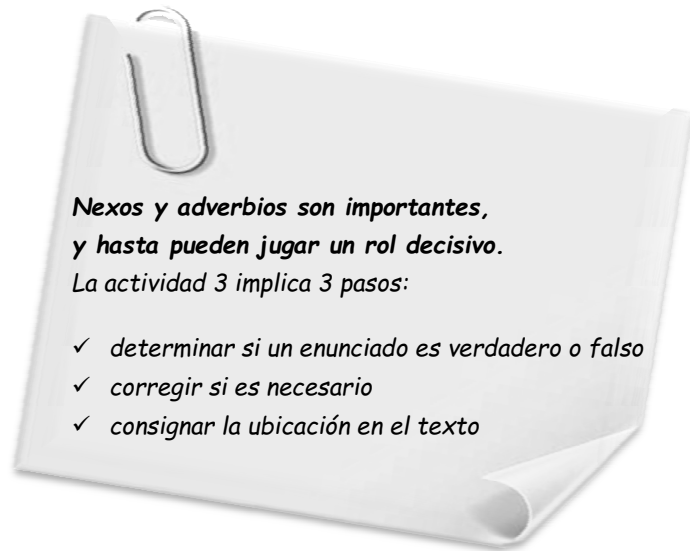 Nexos y adverbios son importantes,
y hasta pueden jugar un rol decisivo.
La actividad 3 implica 3 pasos:
✓ determinar si un enunciado es verdadero o falso
✓ corregir si es necesario
✓ consignar la ubicación en el texto